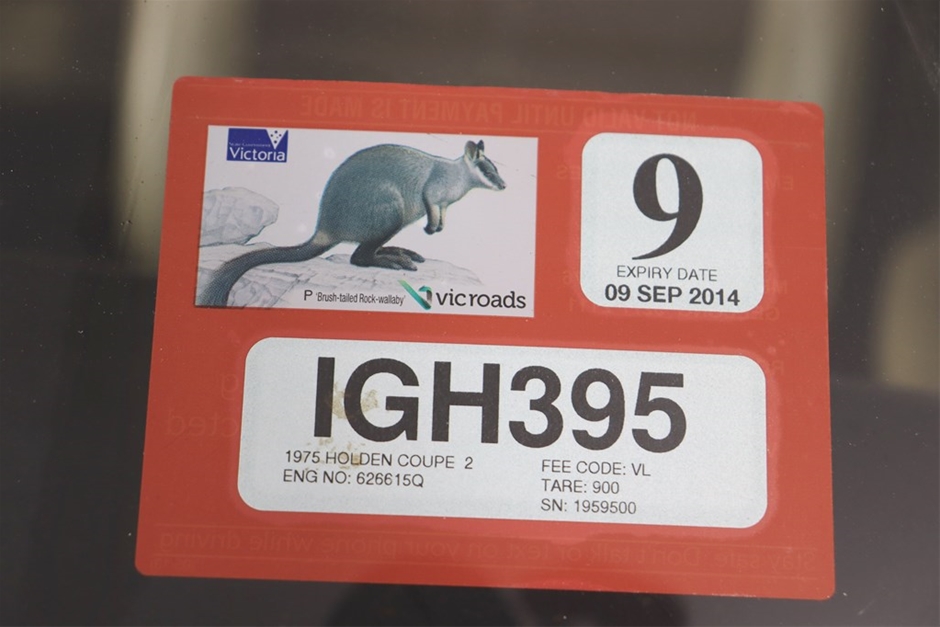 NOT VALID UNTIL PAYMENT IS MADE
Victoria
P 'Brush-tailed Rock-wallaby'
vicroads
9
EXPIRY DATE
09 SEP 2014
IGH395
1975 HOLDEN COUPE 2
ENG NO: 626615Q
FEE CODE: VL
TARE: 900
SN: 1959500
Stay safe. Don't talk or text on your phone while driving